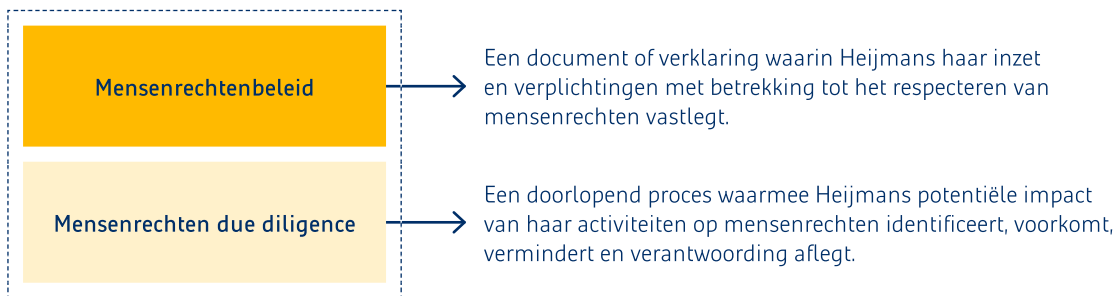 Mensenrechtenbeleid
Een document of verklaring waarin Heijmans haar inzet
en verplichtingen met betrekking tot het respecteren van
mensenrechten vastlegt.
Mensenrechten due diligence
Een doorlopend proces waarmee Heijmans potentiële impact
van haar activiteiten op mensenrechten identificeert, voorkomt,
vermindert en verantwoording aflegt.